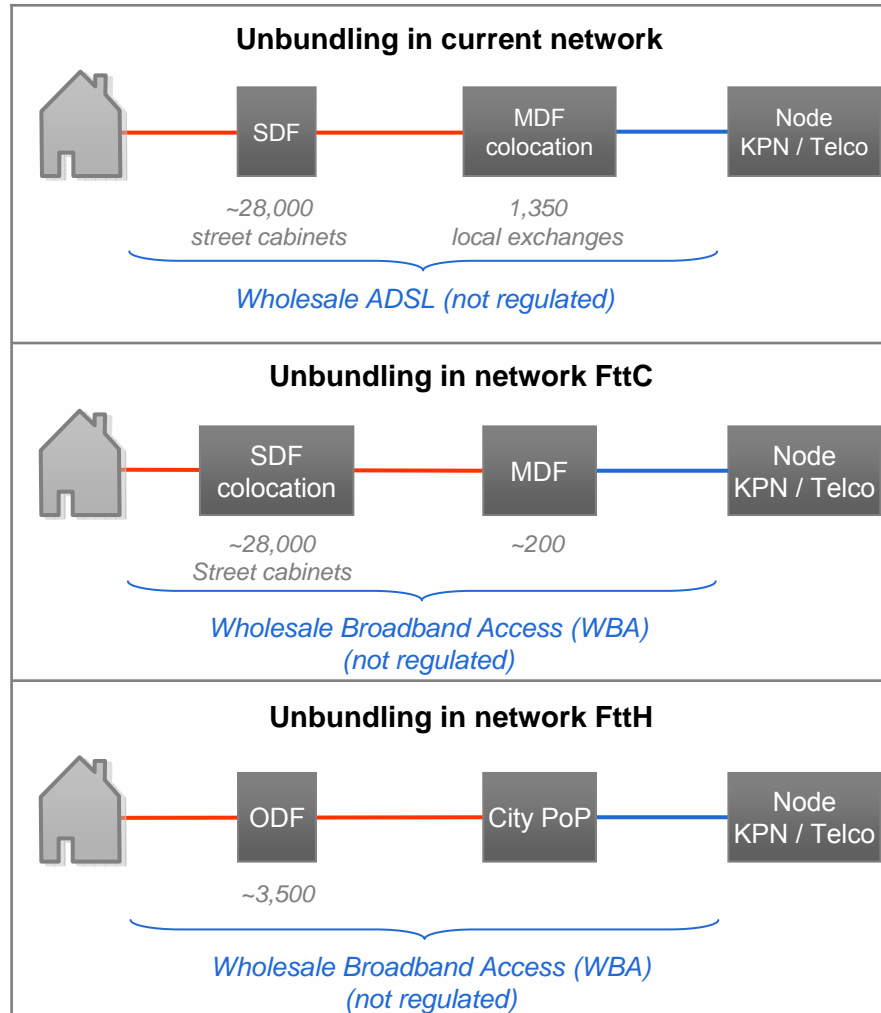 Unbundling in current network
SDF
MDF
colocation
Node
KPN / Telco
~28,000
street cabinets
1,350
local exchanges
Wholesale ADSL (not regulated)
Unbundling in network FttC
SDF
colocation
MDF
Node
KPN / Telco
~28,000
Street cabinets
~200
Wholesale Broadband Access (WBA)
(not regulated)
Unbundling in network FttH
ODF
City PoP
Node
KPN / Telco
~3,500
Wholesale Broadband Access (WBA)
(not regulated)